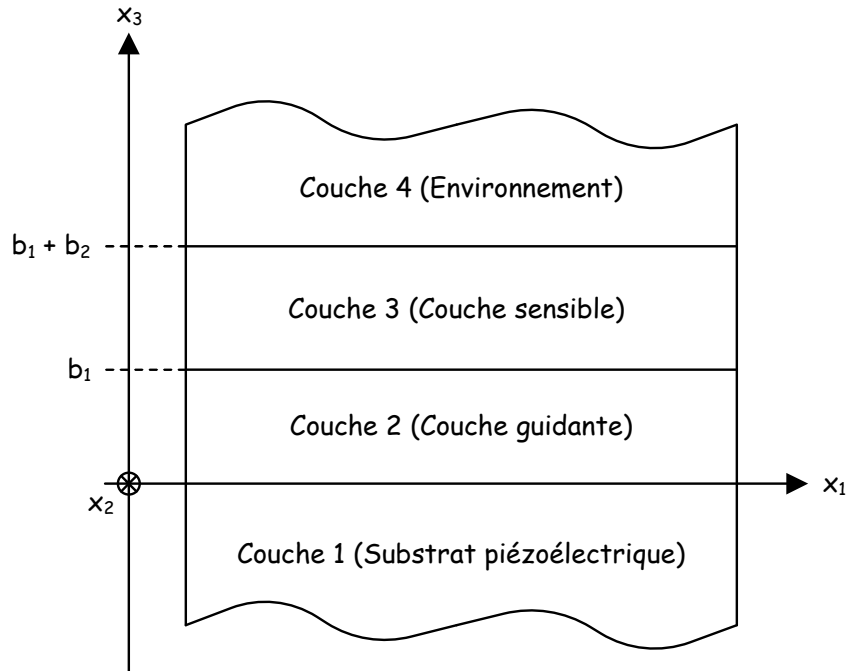 x₃
Couche 4 (Environnement)
b₁ + b₂
Couche 3 (Couche sensible)
b₁
Couche 2 (Couche guidante)
x₂
x₁
Couche 1 (Substrat piézoélectrique)